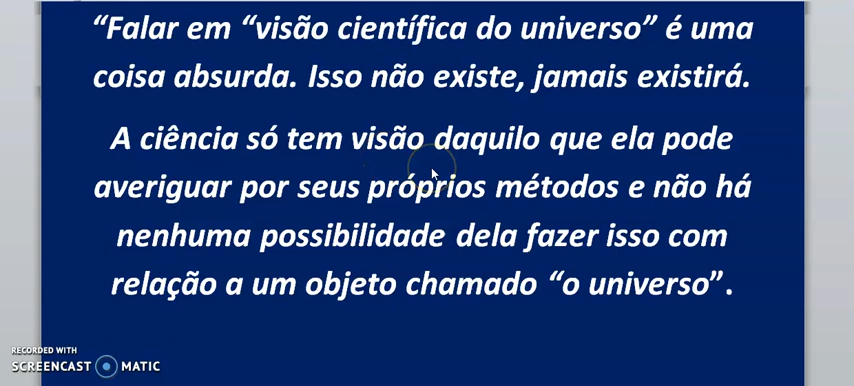 “Falar em “visão científica do universo” é uma
coisa absurda. Isso não existe, jamais existirá.
A ciência só tem visão daquilo que ela pode
averiguar por seus próprios métodos e não há
nenhuma possibilidade dela fazer isso com
relação a um objeto chamado “o universo”.
RECORDED WITH
SCREENCAST MATIC